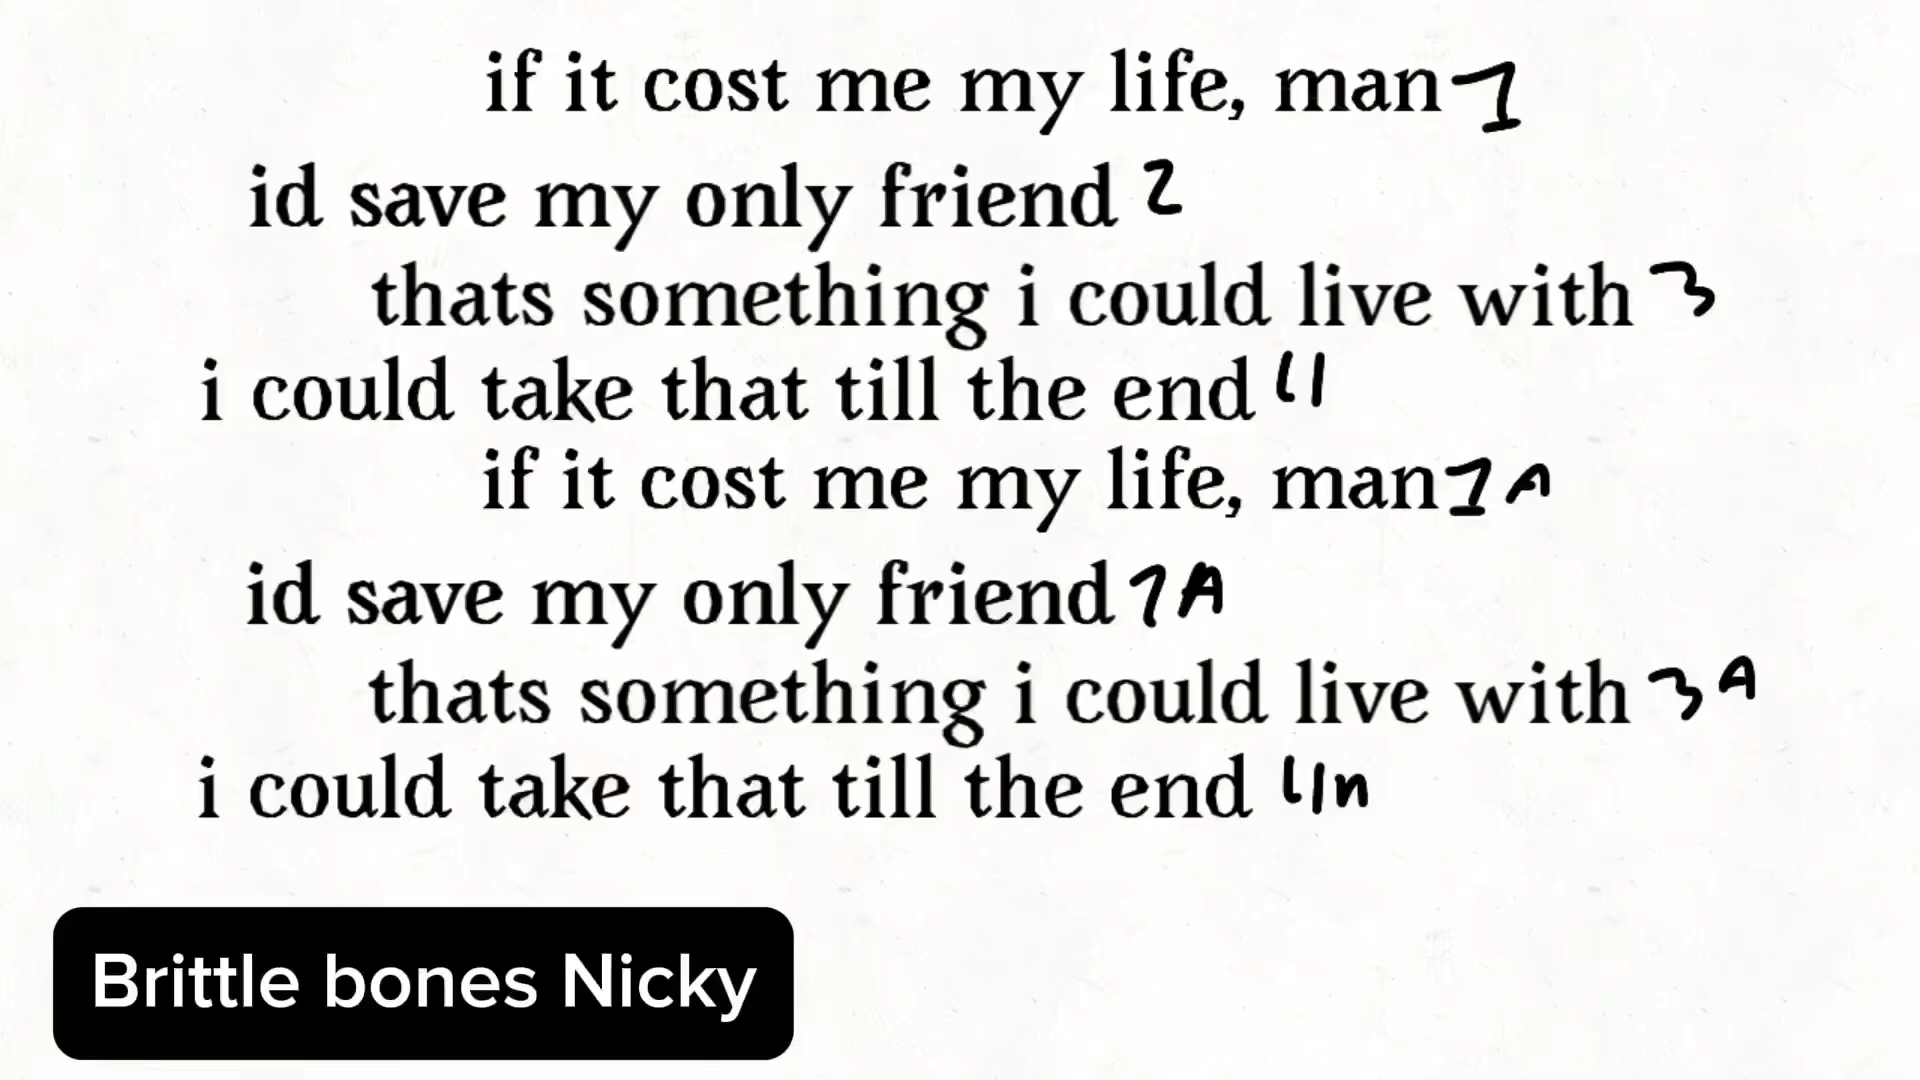 if it cost me my life, man 1
id save my only friend 2
thats something i could live with 3
i could take that till the end 4
if it cost me my life, man 1A
id save my only friend 7A
thats something i could live with 3A
i could take that till the end 4n
Brittle bones Nicky